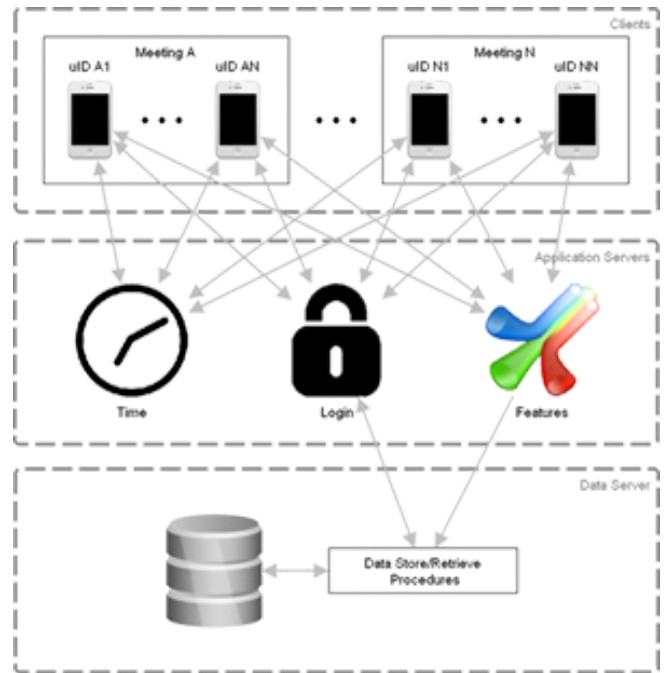 Clients
Meeting A
Meeting N
uID A1
uID AN
uID N1
uID NN
Application Servers
Time
Login
Features
Data Server
Data Store/Retrieve
Procedures